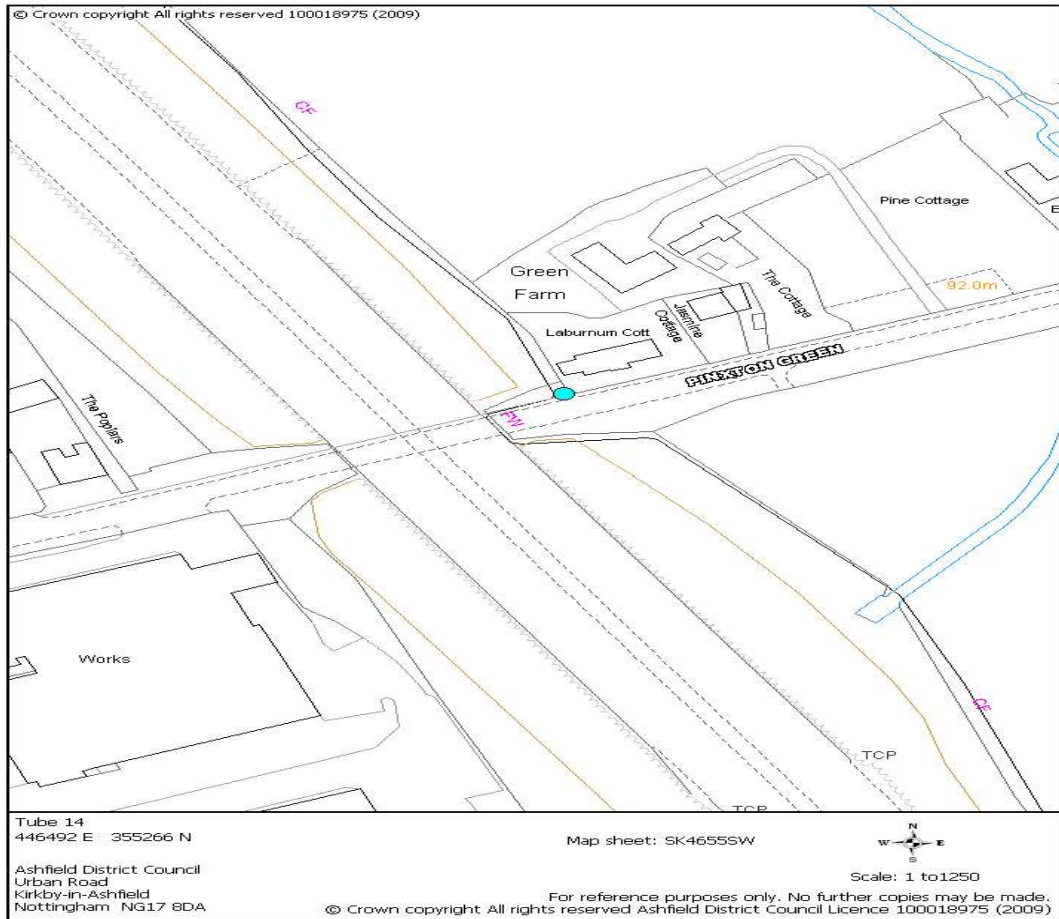 © Crown copyright All rights reserved 100018975 (2009)
CF
Pine Cottage
E
Green
Farm
The Cottage
92.0m
Jasmine
Cottage
Laburnum Cott
PINXTON GREEN
FW
The Poplars
Works
CF
TCP
TCP
Tube 14
446492 E 355266 N
Map sheet: SK4655SW
N
W
E
S
Scale: 1 to1250
Ashfield District Council
Urban Road
Kirkby-in-Ashfield
Nottingham NG17 8DA
For reference purposes only. No further copies may be made.
© Crown copyright All rights reserved Ashfield District Council Licence 100018975 (2009)